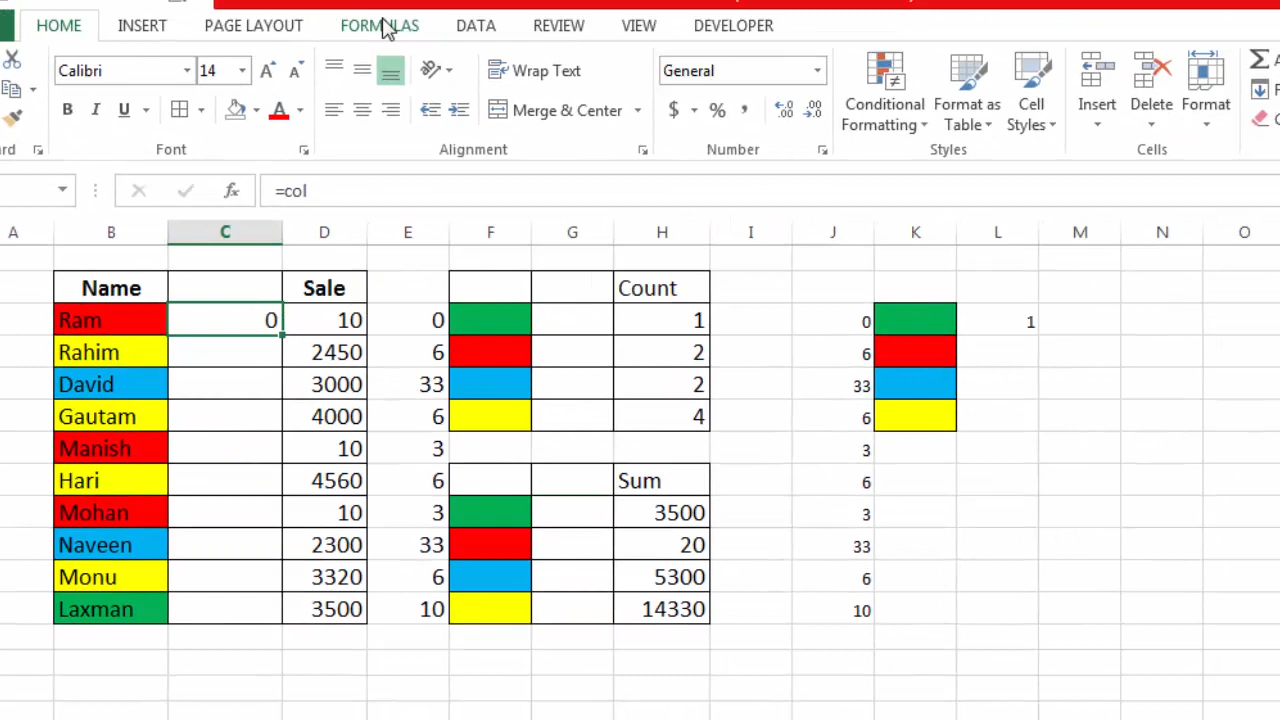 HOME INSERT PAGE LAYOUT FORMULAS DATA REVIEW VIEW DEVELOPER
Calibri 14 Wrap Text General
Merge & Center $ % , Conditional Formatting Format as Table Cell Styles Insert Delete Format
rd Font Alignment Number Styles Cells
=col
A B C D E F G H I J K L M N O
Name Sale Count
Ram 0 10 0 1 0 1
Rahim 2450 6 2 6
David 3000 33 2 33
Gautam 4000 6 4 6
Manish 10 3 3
Hari 4560 6 Sum 6
Mohan 10 3 3500 3
Naveen 2300 33 20 33
Monu 3320 6 5300 6
Laxman 3500 10 14330 10